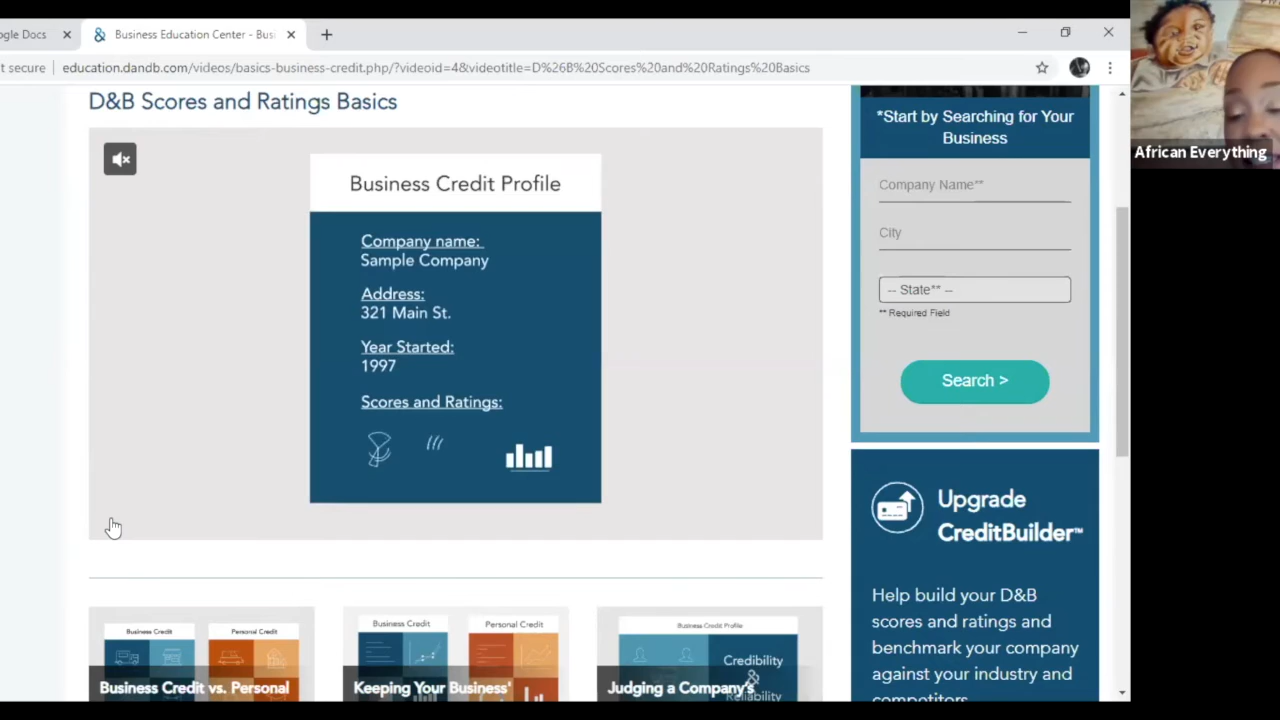 gle Docs
Business Education Center - Busi
t secure
education.dandb.com/videos/basics-business-credit.php/?videoid=4&videotitle=D%26B%20Scores%20and%20Ratings%20Basics
African Everything
D&B Scores and Ratings Basics
Business Credit Profile
Company name:
Sample Company
Address:
321 Main St.
Year Started:
1997
Scores and Ratings:
*Start by Searching for Your
Business
Company Name**
City
-- State** --
** Required Field
Search >
Upgrade
CreditBuilder™
Help build your D&B
scores and ratings and
benchmark your company
against your industry and
competitors
Business Credit
Personal Credit
Business Credit vs. Personal
Business Credit
Personal Credit
Keeping Your Business'
Business Credit Profile
Credibility
&
Reliability
Judging a Company's